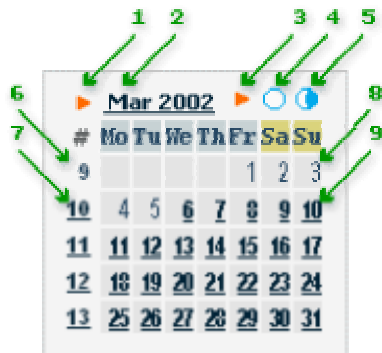 1 2 3 4 5
Mar 2002
6 # Mo Tu We Th Fr Sa Su 8
7 9 1 2 3 9
10 4 5 6 7 8 9 10
11 11 12 13 14 15 16 17
12 18 19 20 21 22 23 24
13 25 26 27 28 29 30 31